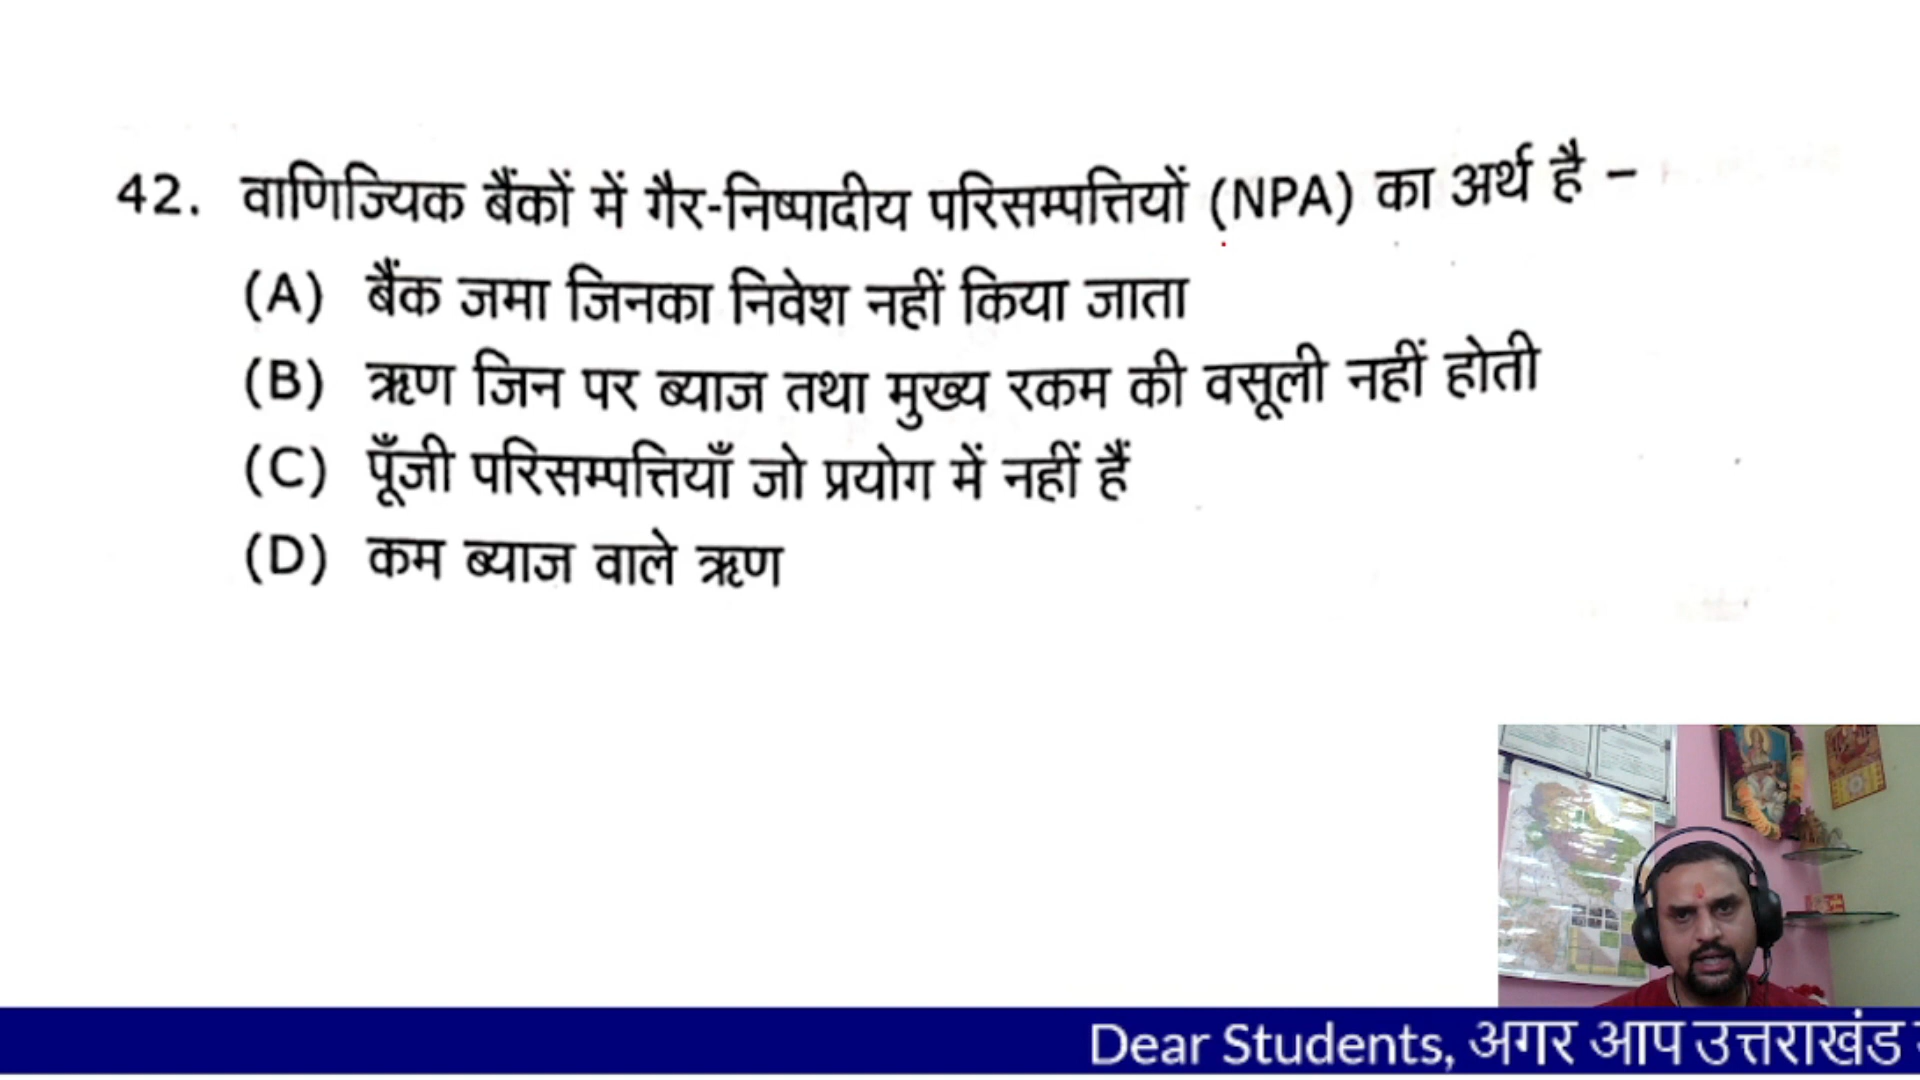 42. वाणिज्यिक बैंकों में गैर-निष्पादीय परिसम्पत्तियों (NPA) का अर्थ है –
(A) बैंक जमा जिनका निवेश नहीं किया जाता
(B) ऋण जिन पर ब्याज तथा मुख्य रकम की वसूली नहीं होती
(C) पूँजी परिसम्पत्तियाँ जो प्रयोग में नहीं हैं
(D) कम ब्याज वाले ऋण
Dear Students, अगर आप उत्तराखंड